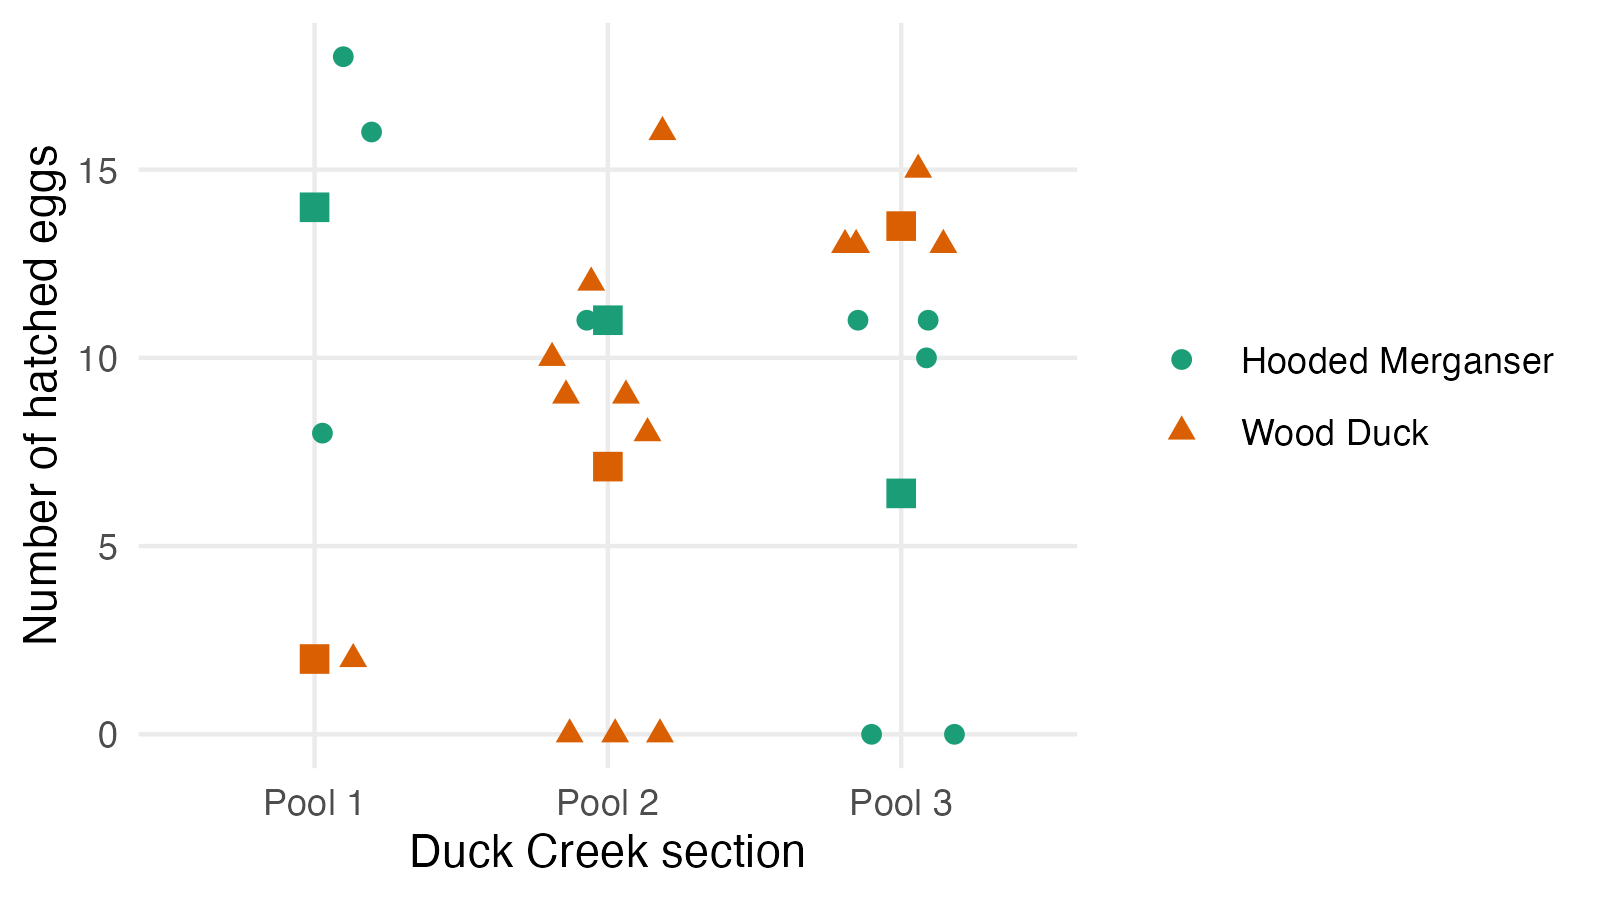 Number of hatched eggs
15
10
5
0
Pool 1
Pool 2
Pool 3
Duck Creek section
Hooded Merganser
Wood Duck